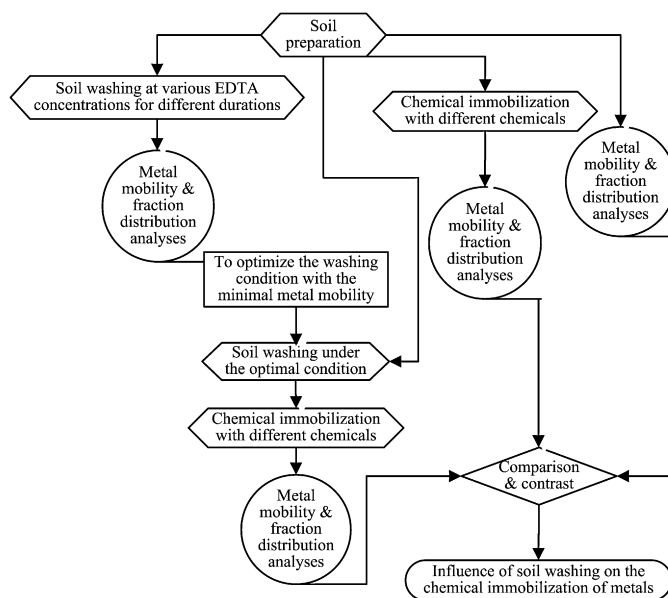 Soil
preparation
Soil washing at various EDTA
concentrations for different durations
Chemical immobilization
with different chemicals
Metal
mobility &
fraction
distribution
analyses
Metal
mobility &
fraction
distribution
analyses
Metal
mobility &
fraction
distribution
analyses
To optimize the washing
condition with the
minimal metal mobility
Soil washing under
the optimal condition
Chemical immobilization
with different chemicals
Metal
mobility &
fraction
distribution
analyses
Comparison
& contrast
Influence of soil washing on the
chemical immobilization of metals